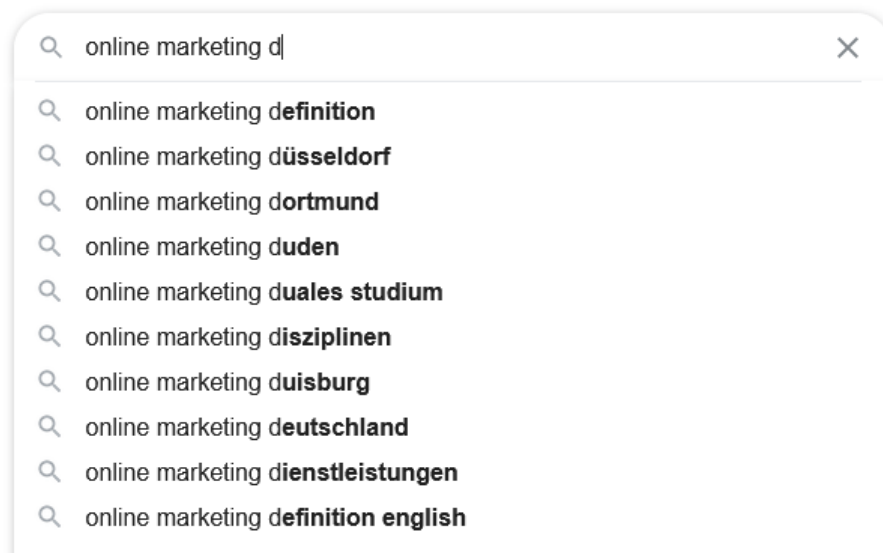 online marketing d
online marketing definition
online marketing düsseldorf
online marketing dortmund
online marketing duden
online marketing duales studium
online marketing disziplinen
online marketing duisburg
online marketing deutschland
online marketing dienstleistungen
online marketing definition english